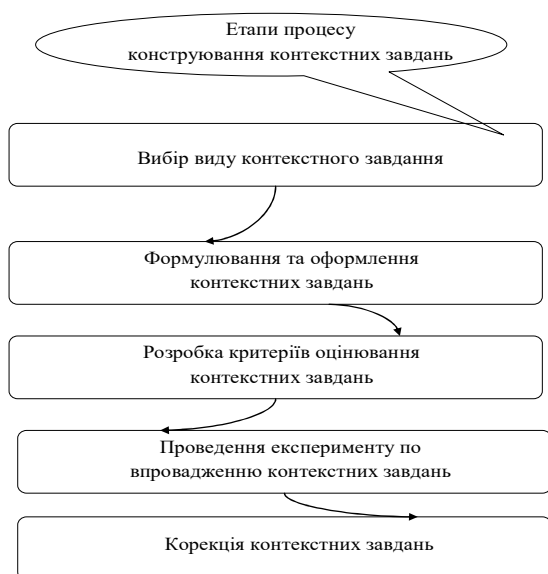 Етапи процесу
конструювання контекстних завдань
Вибір виду контекстного завдання
Формулювання та оформлення
контекстних завдань
Розробка критеріїв оцінювання
контекстних завдань
Проведення експерименту по
впровадженню контекстних завдань
Корекція контекстних завдань